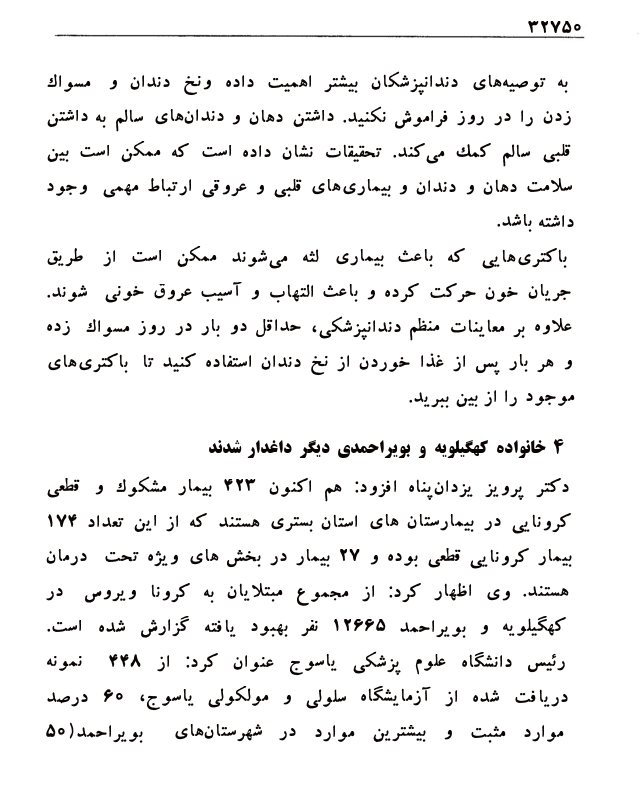 ۳۲۷۵۰
به توصیه‌های دندانپزشکان بیشتر اهمیت داده ونخ دندان و مسواك
زدن را در روز فراموش نکنید. داشتن دهان و دندان‌های سالم به داشتن
قلبی سالم کمك می‌کند. تحقیقات نشان داده است که ممکن است بین
سلامت دهان و دندان و بیماری‌های قلبی و عروقی ارتباط مهمی وجود
داشته باشد.
باکتری‌هایی که باعث بیماری لثه می‌شوند ممکن است از طریق
جریان خون حرکت کرده و باعث التهاب و آسیب عروق خونی شوند.
علاوه بر معاینات منظم دندانپزشکی، حداقل دو بار در روز مسواك زده
و هر بار پس از غذا خوردن از نخ دندان استفاده کنید تا باکتری‌های
موجود را از بین ببرید.
۴ خانواده کهگیلویه و بویراحمدی دیگر داغدار شدند
دکتر پرویز یزدان‌پناه افزود: هم اکنون ۴۲۳ بیمار مشکوك و قطعی
کرونایی در بیمارستان های استان بستری هستند که از این تعداد ۱۷۴
بیمار کرونایی قطعی بوده و ۲۷ بیمار در بخش های ویژه تحت درمان
هستند. وی اظهار کرد: از مجموع مبتلایان به کرونا ویروس در
کهگیلویه و بویراحمد ۱۲۶۶۵ نفر بهبود یافته گزارش شده است.
رئیس دانشگاه علوم پزشکی یاسوج عنوان کرد: از ۴۴۸ نمونه
دریافت شده از آزمایشگاه سلولی و مولکولی یاسوج، ۶۰ درصد
موارد مثبت و بیشترین موارد در شهرستان‌های بویراحمد(۵۰